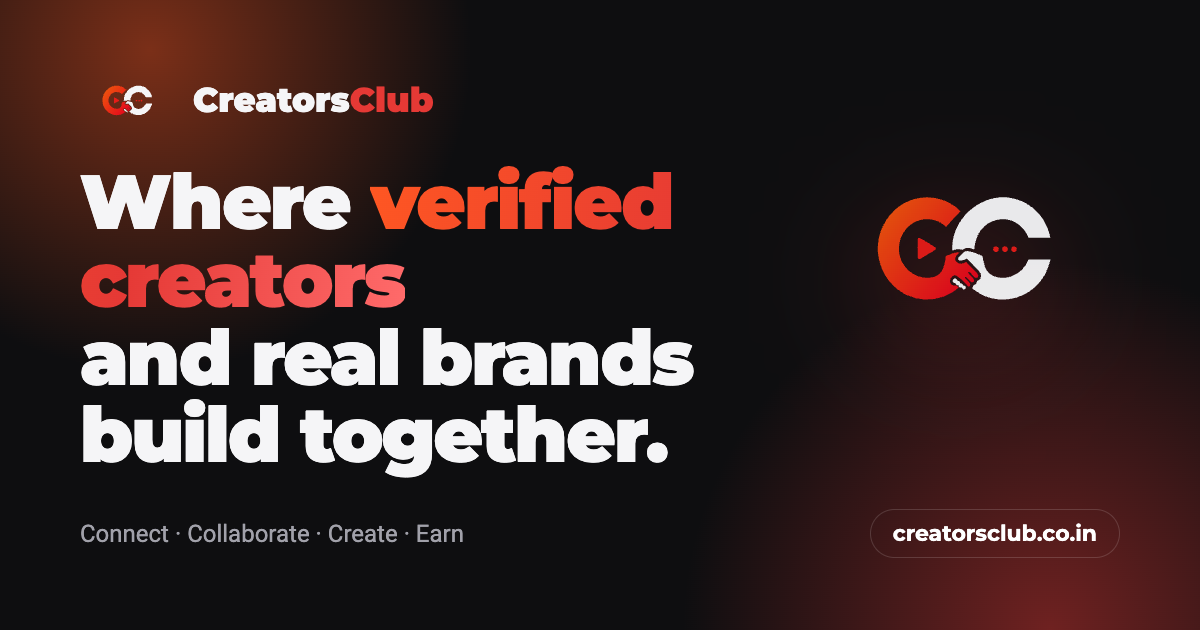 CreatorsClub
Where verified
creators
and real brands
build together.
Connect · Collaborate · Create · Earn
creatorsclub.co.in